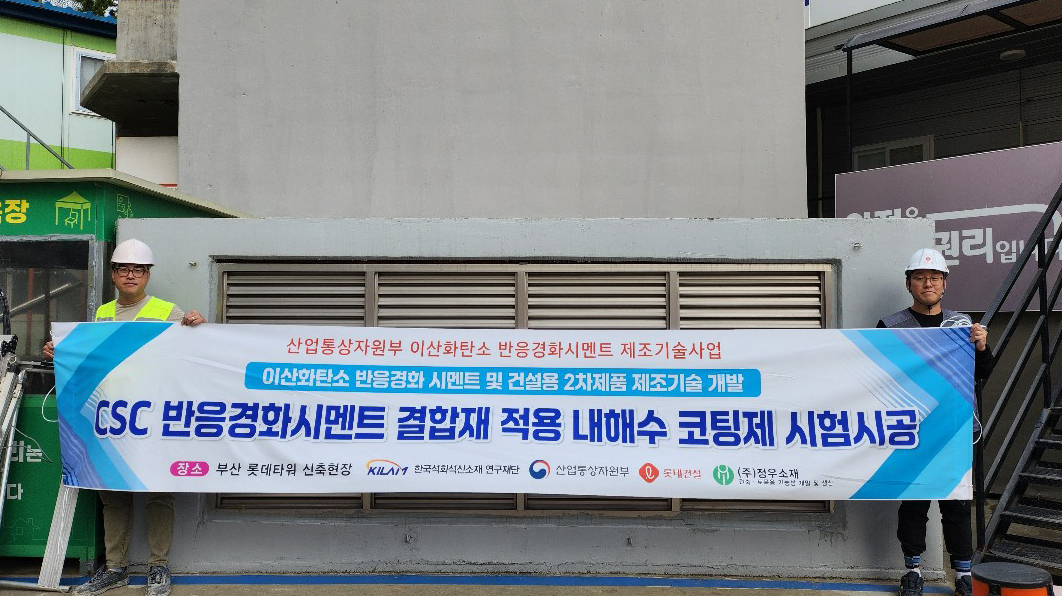 산업통상자원부 이산화탄소 반응경화시멘트 제조기술사업
이산화탄소 반응경화 시멘트 및 건설용 2차제품 제조기술 개발
CSC 반응경화시멘트 결합재 적용 내해수 코팅제 시험시공
장소 부산 롯데타워 신축현장 KILAM 한국석회석신소재 연구재단 산업통상자원부 롯데건설 (주)정우소재
권리입니다